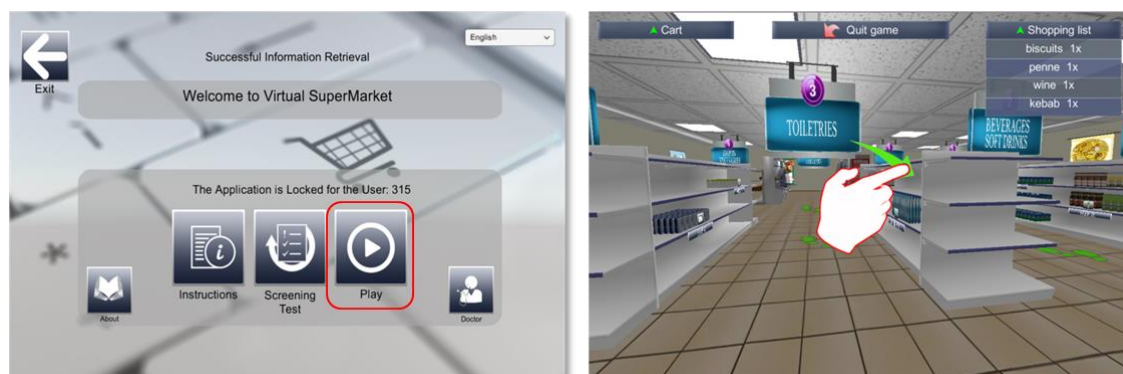 English
Successful Information Retrieval
Exit
Welcome to Virtual SuperMarket
The Application is Locked for the User: 315
Instructions
Screening
Test
Play
About
Doctor
Cart
Quit game
Shopping list
biscuits 1x
penne 1x
wine 1x
kebab 1x
3
TOILETRIES
BEVERAGES
SOFT DRINKS